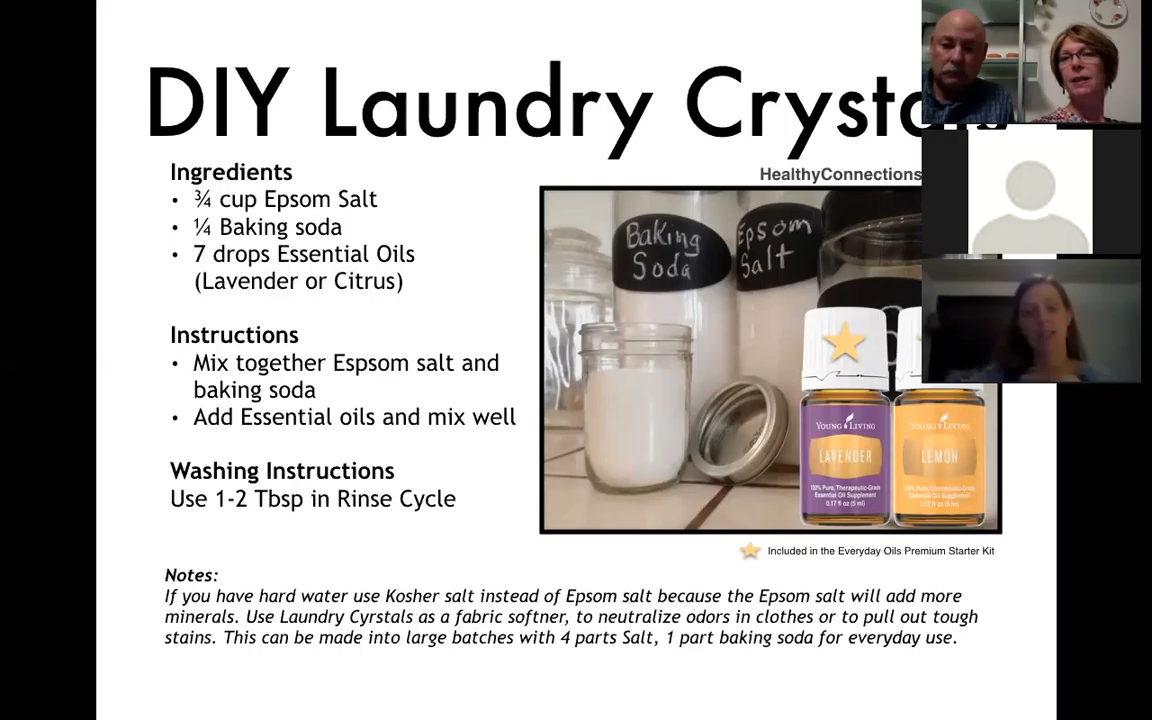 DIY Laundry Crystals
Ingredients
HealthyConnections
• ¾ cup Epsom Salt
• ¼ Baking soda
• 7 drops Essential Oils
(Lavender or Citrus)
Instructions
• Mix together Espsom salt and
baking soda
• Add Essential oils and mix well
Washing Instructions
Use 1-2 Tbsp in Rinse Cycle
Baking
Soda
Epsom
Salt
YOUNG LIVING
LAVENDER
100% Pure, Therapeutic-Grade
Essential Oil Supplement
0.17 fl oz (5 ml)
YOUNG LIVING
LEMON
100% Pure, Therapeutic-Grade
Essential Oil Supplement
0.17 fl oz (5 ml)
Included in the Everyday Oils Premium Starter Kit
Notes:
If you have hard water use Kosher salt instead of Epsom salt because the Epsom salt will add more
minerals. Use Laundry Cyrstals as a fabric softner, to neutralize odors in clothes or to pull out tough
stains. This can be made into large batches with 4 parts Salt, 1 part baking soda for everyday use.